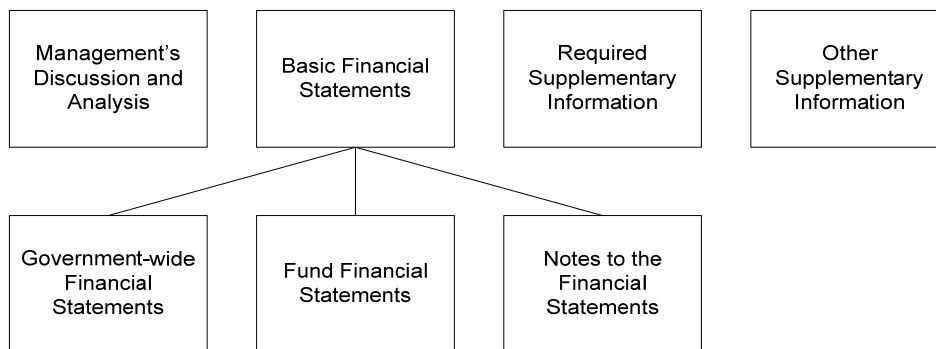 Management's
Discussion and
Analysis
Basic Financial
Statements
Required
Supplementary
Information
Other
Supplementary
Information
Government-wide
Financial
Statements
Fund Financial
Statements
Notes to the
Financial
Statements